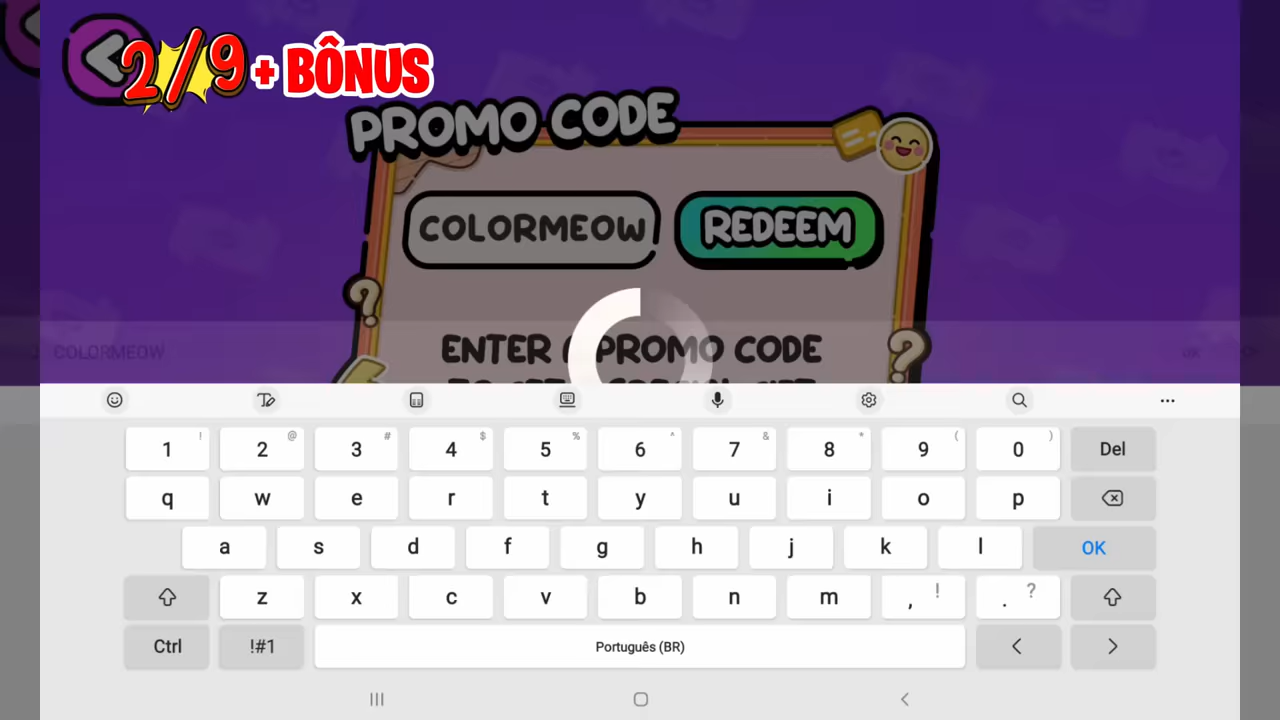 2//9 + BÔNUS
PROMO CODE
COLORMEOW REDEEM
ENTER A PROMO CODE
COLORMEOW OK
1 ! 2 @ 3 # 4 $ 5 % 6 ^ 7 & 8 * 9 ( 0 ) Del
q w e r t y u i o p
a s d f g h j k l OK
z x c v b n m , ! . ?
Ctrl !#1 Português (BR) < >